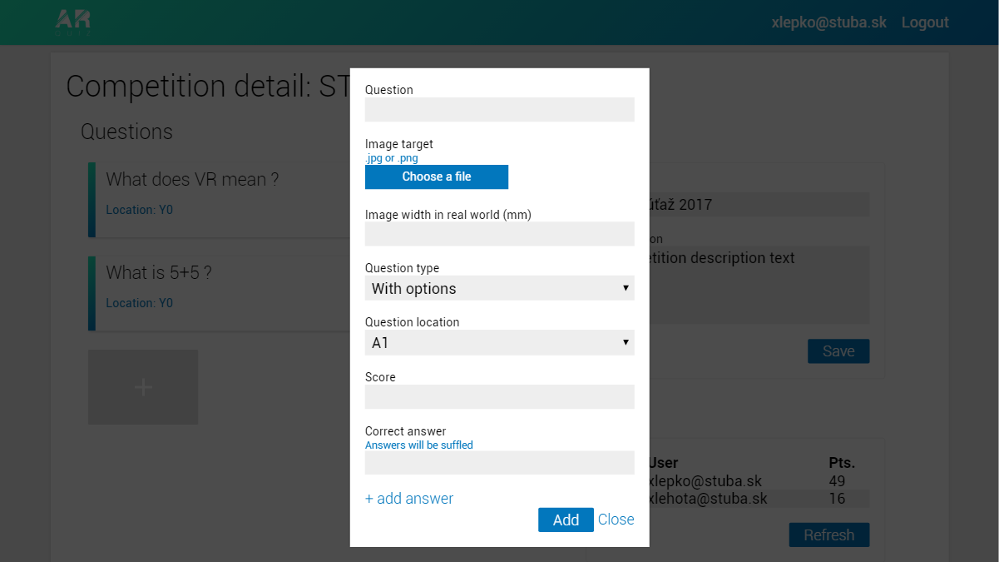 AR
QUIZ
xlepko@stuba.sk Logout
Competition detail: ST
Questions
What does VR mean ?
Location: Y0
What is 5+5 ?
Location: Y0
+
Question
Image target
.jpg or .png
Choose a file
Image width in real world (mm)
Question type
With options
Question location
A1
Score
Correct answer
Answers will be suffled
+ add answer
Add Close
úťaž 2017
on
etition description text
Save
User Pts.
xlepko@stuba.sk 49
xlehota@stuba.sk 16
Refresh